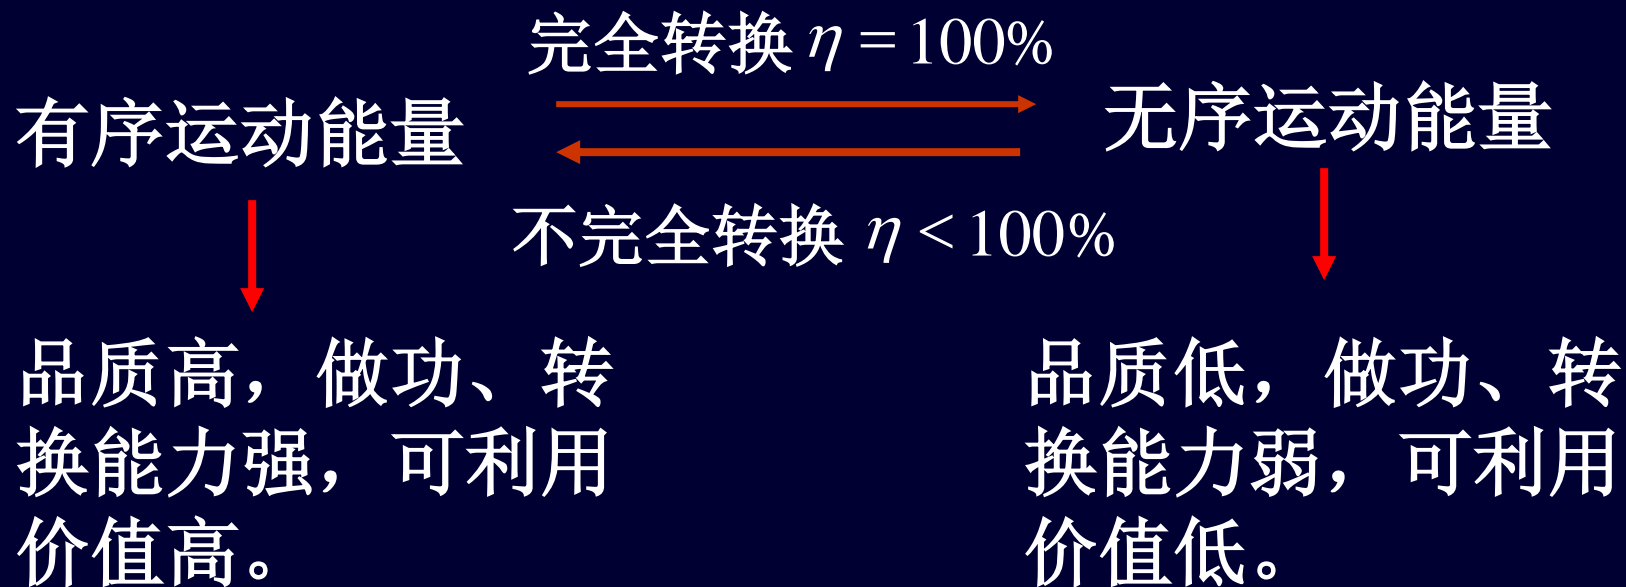 完全转换 η = 100%
有序运动能量
无序运动能量
不完全转换 η < 100%
品质高，做功、转
换能力强，可利用
价值高。
品质低，做功、转
换能力弱，可利用
价值低。